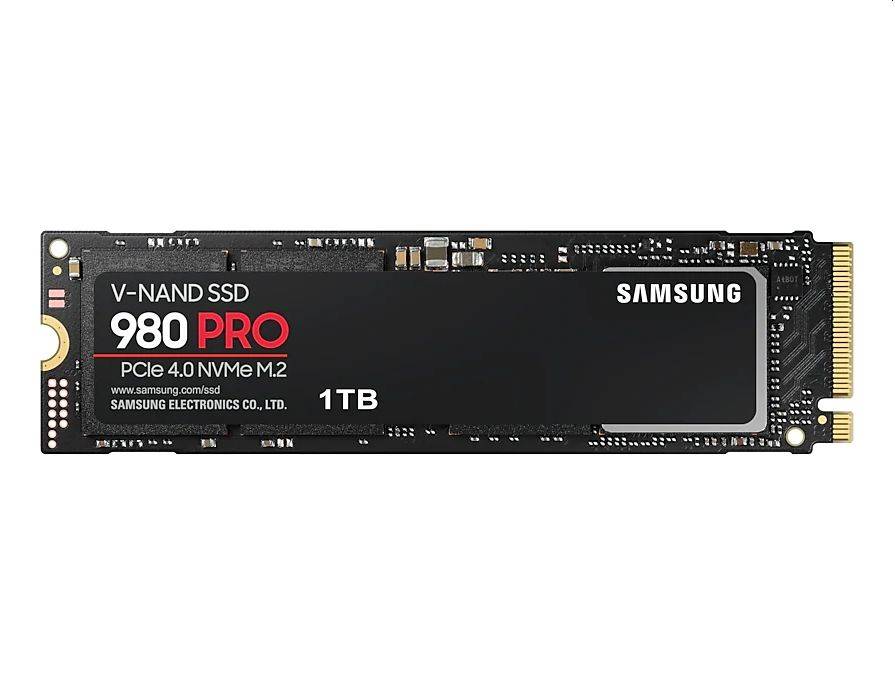 V-NAND SSD
980 PRO
PCIe 4.0 NVMe M.2
www.samsung.com/ssd
SAMSUNG ELECTRONICS CO., LTD.
1TB
SAMSUNG